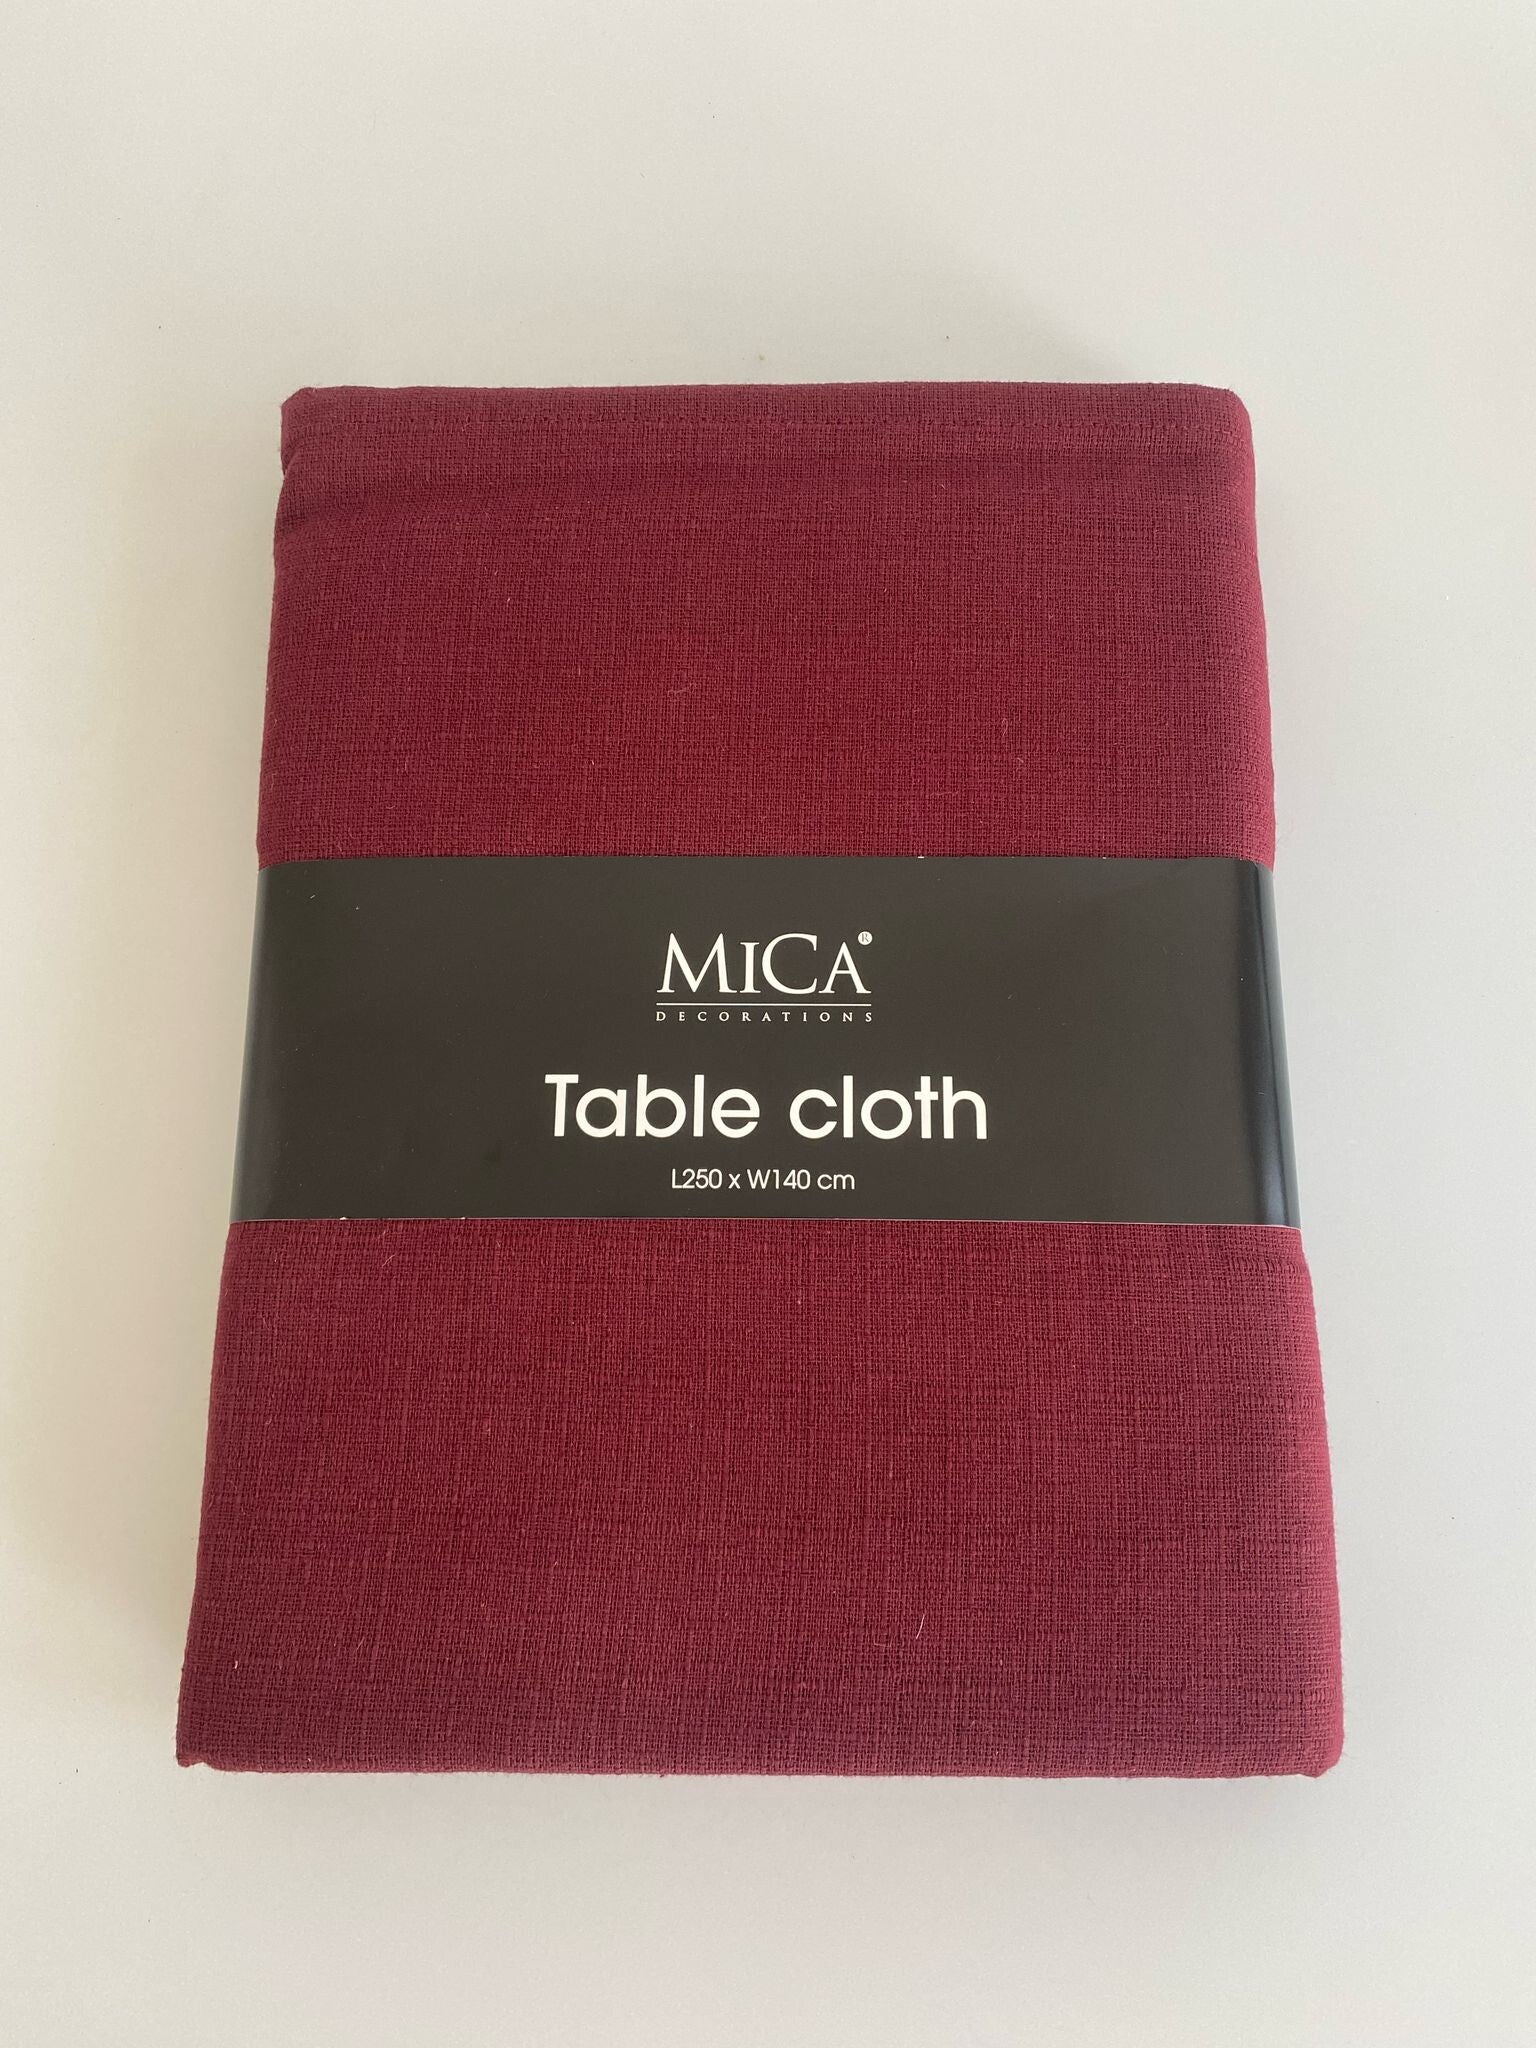 MICA®
DECORATIONS
Table cloth
L250 x W140 cm